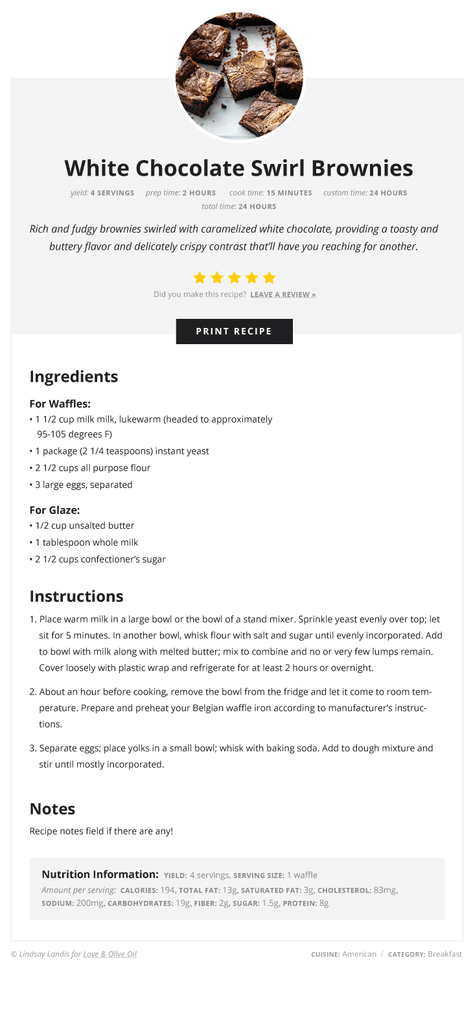 White Chocolate Swirl Brownies
yield: 4 SERVINGS prep time: 2 HOURS cook time: 15 MINUTES custom time: 24 HOURS
total time: 24 HOURS
Rich and fudgy brownies swirled with caramelized white chocolate, providing a toasty and
buttery flavor and delicately crispy contrast that'll have you reaching for another.
Did you make this recipe? LEAVE A REVIEW »
PRINT RECIPE
Ingredients
For Waffles:
• 1 1/2 cup milk milk, lukewarm (headed to approximately
95-105 degrees F)
• 1 package (2 1/4 teaspoons) instant yeast
• 2 1/2 cups all purpose flour
• 3 large eggs, separated
For Glaze:
• 1/2 cup unsalted butter
• 1 tablespoon whole milk
• 2 1/2 cups confectioner's sugar
Instructions
1. Place warm milk in a large bowl or the bowl of a stand mixer. Sprinkle yeast evenly over top; let
sit for 5 minutes. In another bowl, whisk flour with salt and sugar until evenly incorporated. Add
to bowl with milk along with melted butter; mix to combine and no or very few lumps remain.
Cover loosely with plastic wrap and refrigerate for at least 2 hours or overnight.
2. About an hour before cooking, remove the bowl from the fridge and let it come to room tem-
perature. Prepare and preheat your Belgian waffle iron according to manufacturer's instruc-
tions.
3. Separate eggs; place yolks in a small bowl; whisk with baking soda. Add to dough mixture and
stir until mostly incorporated.
Notes
Recipe notes field if there are any!
Nutrition Information: YIELD: 4 servings, SERVING SIZE: 1 waffle
Amount per serving: CALORIES: 194, TOTAL FAT: 13g, SATURATED FAT: 3g, CHOLESTEROL: 83mg,
SODIUM: 200mg, CARBOHYDRATES: 19g, FIBER: 2g, SUGAR: 1.5g, PROTEIN: 8g
© Lindsay Landis for Love & Olive Oil CUISINE: American / CATEGORY: Breakfast